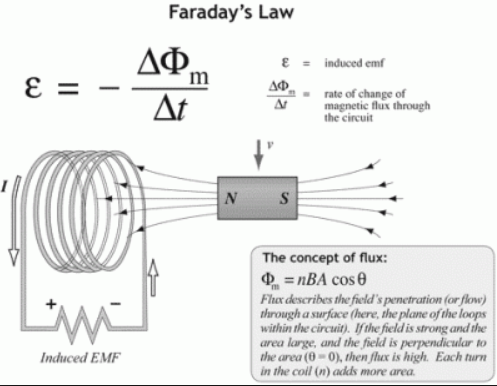 Faraday's Law
ε = − ΔΦm / Δt
ε = induced emf
ΔΦm / Δt = rate of change of
magnetic flux through
the circuit
v
I
N S
+ −
Induced EMF
The concept of flux:
Φm = nBA cosθ
Flux describes the field's penetration (or flow)
through a surface (here, the plane of the loops
within the circuit). If the field is strong and the
area large, and the field is perpendicular to
the area (θ = 0), then flux is high. Each turn
in the coil (n) adds more area.